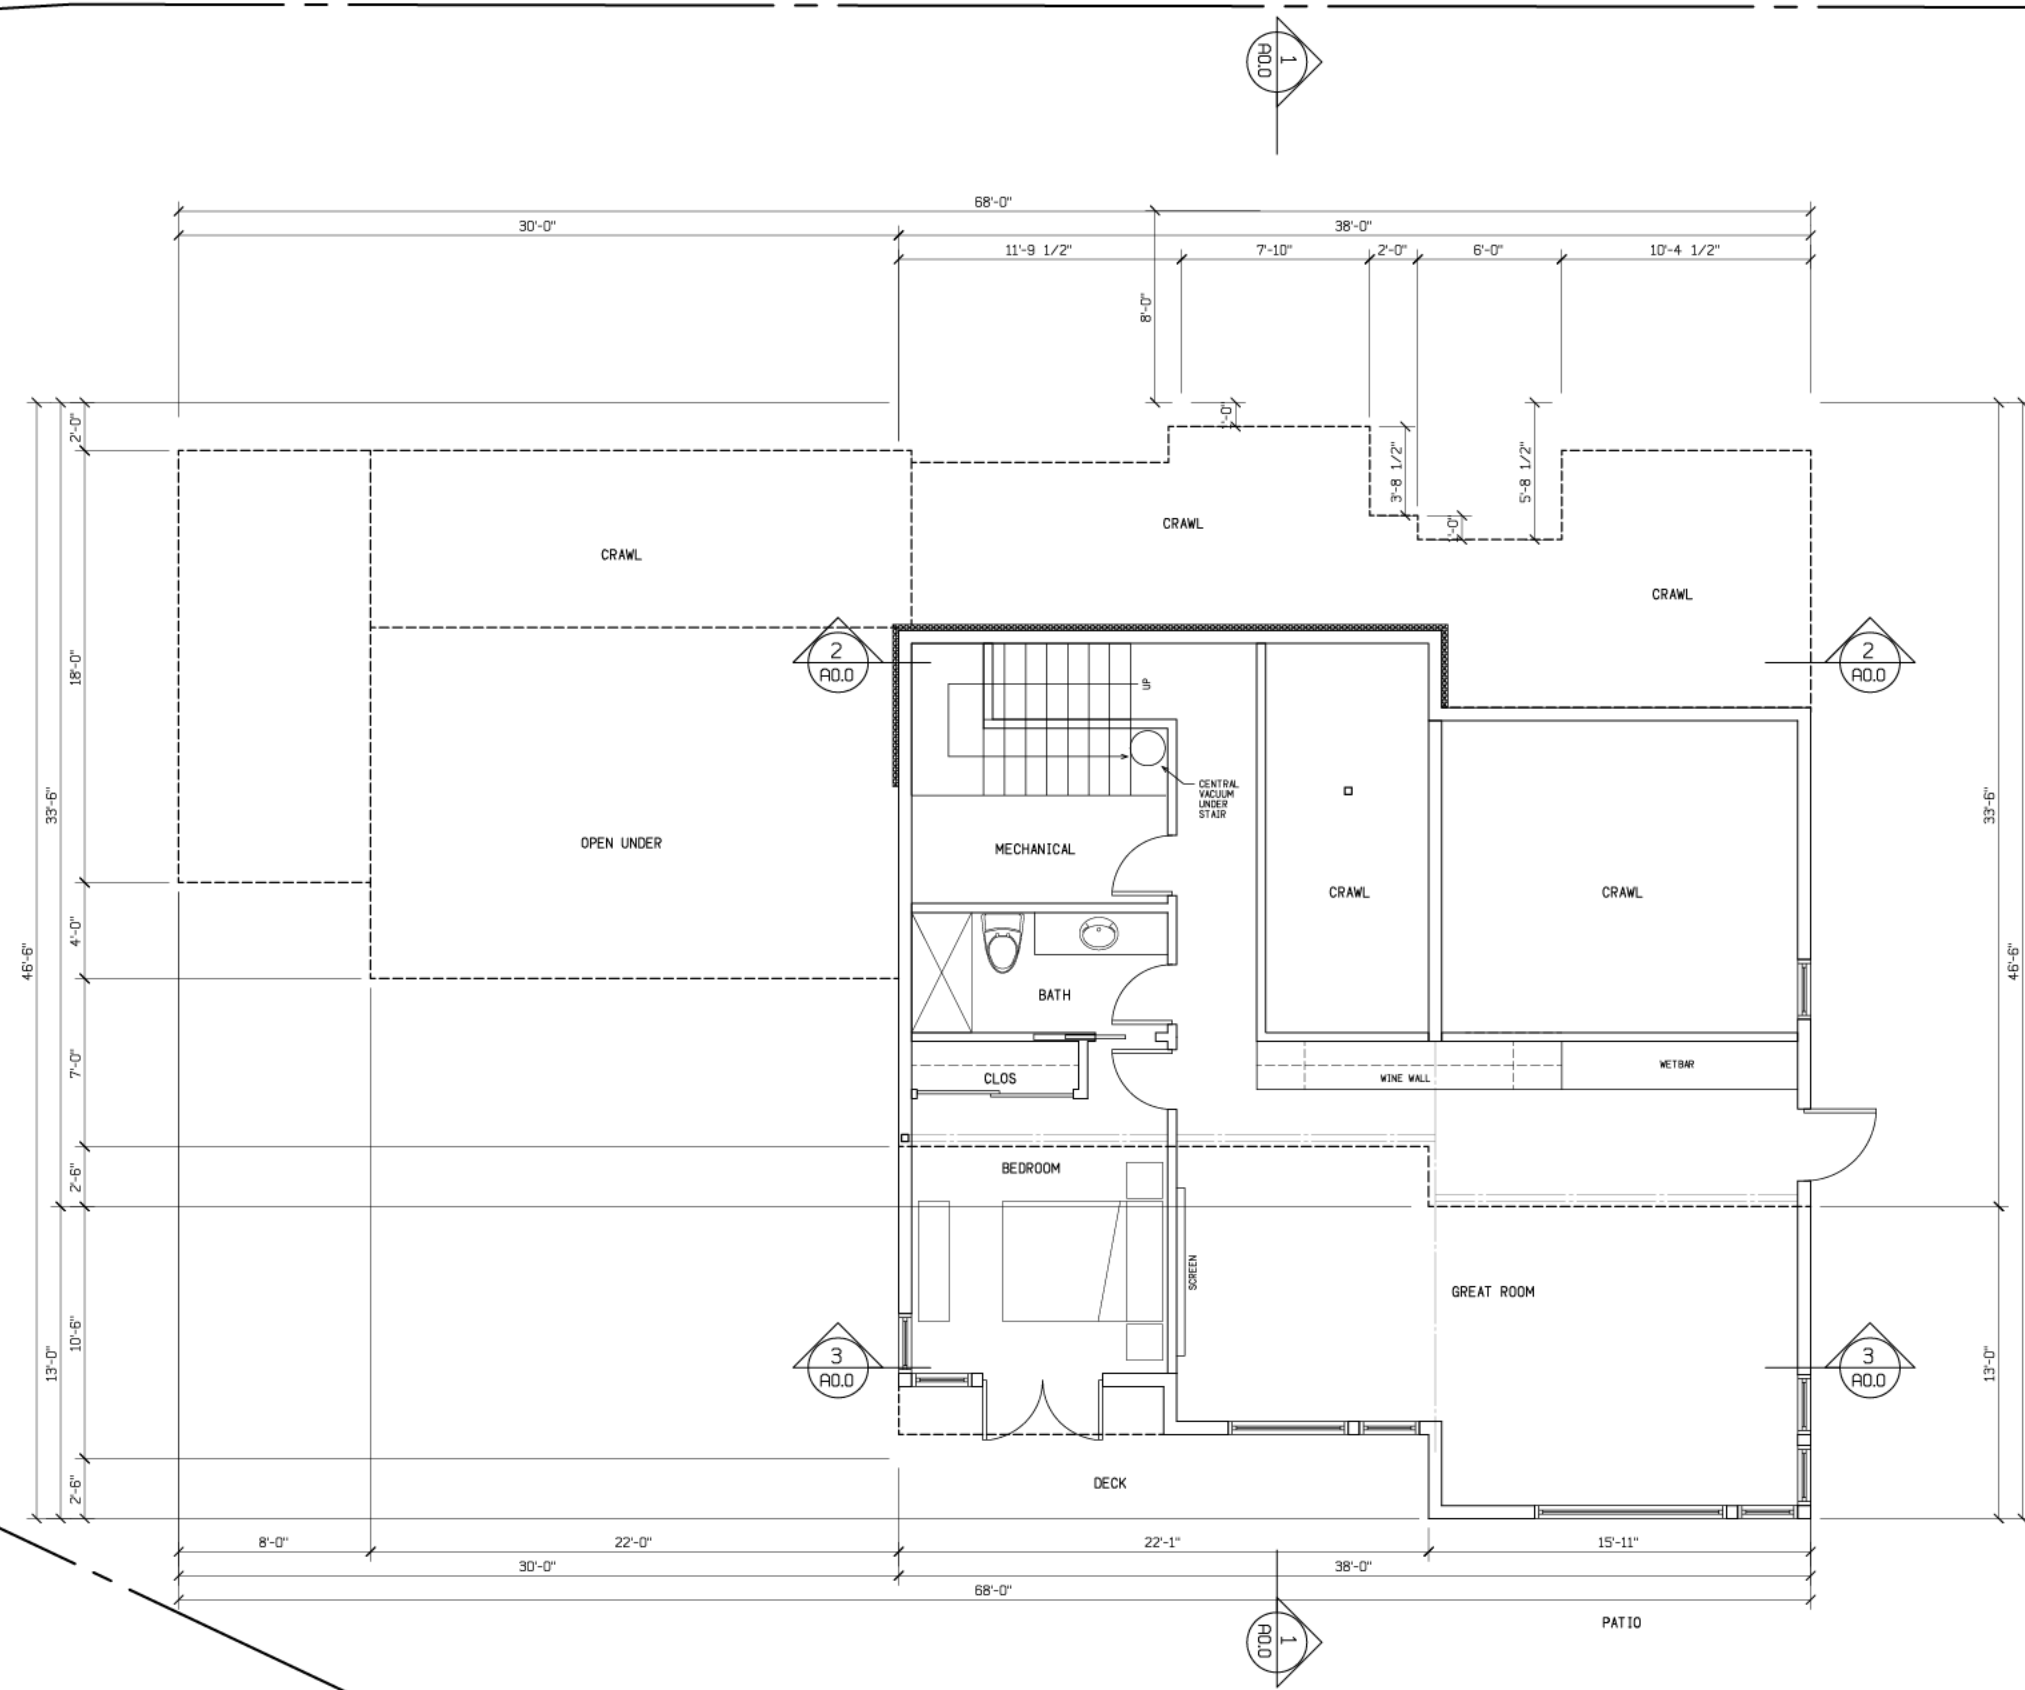 1
A0.0
68'-0"
30'-0"
38'-0"
11'-9 1/2"
7'-10"
2'-0"
6'-0"
10'-4 1/2"
8'-0"
2'-0"
1'-0"
3'-8 1/2"
5'-8 1/2"
1'-0"
CRAWL
CRAWL
CRAWL
2
A0.0
2
A0.0
18'-0"
UP
CENTRAL
VACUUM
UNDER
STAIR
33'-6"
33'-6"
OPEN UNDER
MECHANICAL
CRAWL
CRAWL
4'-0"
46'-6"
46'-6"
BATH
7'-0"
CLOS
WINE WALL
WETBAR
2'-6"
BEDROOM
SCREEN
GREAT ROOM
10'-6"
13'-0"
13'-0"
3
A0.0
3
A0.0
2'-6"
DECK
8'-0"
22'-0"
22'-1"
15'-11"
30'-0"
38'-0"
68'-0"
PATIO
1
A0.0